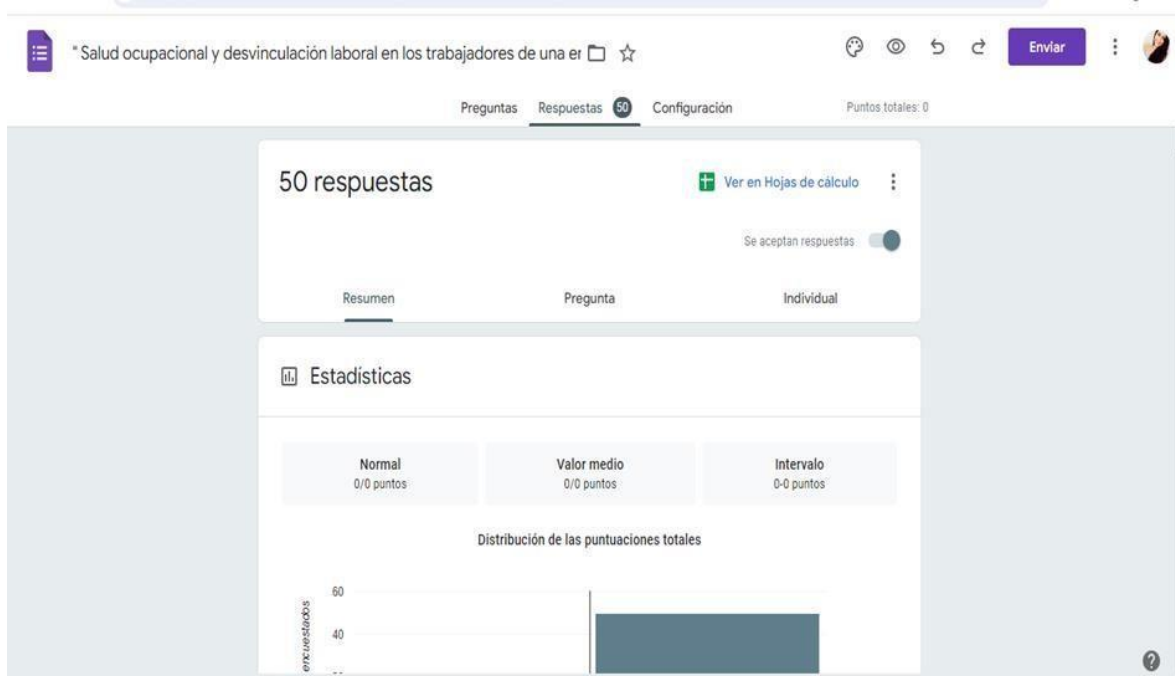 “ Salud ocupacional y desvinculación laboral en los trabajadores de una er
Enviar
Preguntas Respuestas 50 Configuración Puntos totales: 0
50 respuestas
Ver en Hojas de cálculo
Se aceptan respuestas
Resumen Pregunta Individual
Estadísticas
Normal Valor medio Intervalo
0/0 puntos 0/0 puntos 0-0 puntos
Distribución de las puntuaciones totales
60
encuestados
40